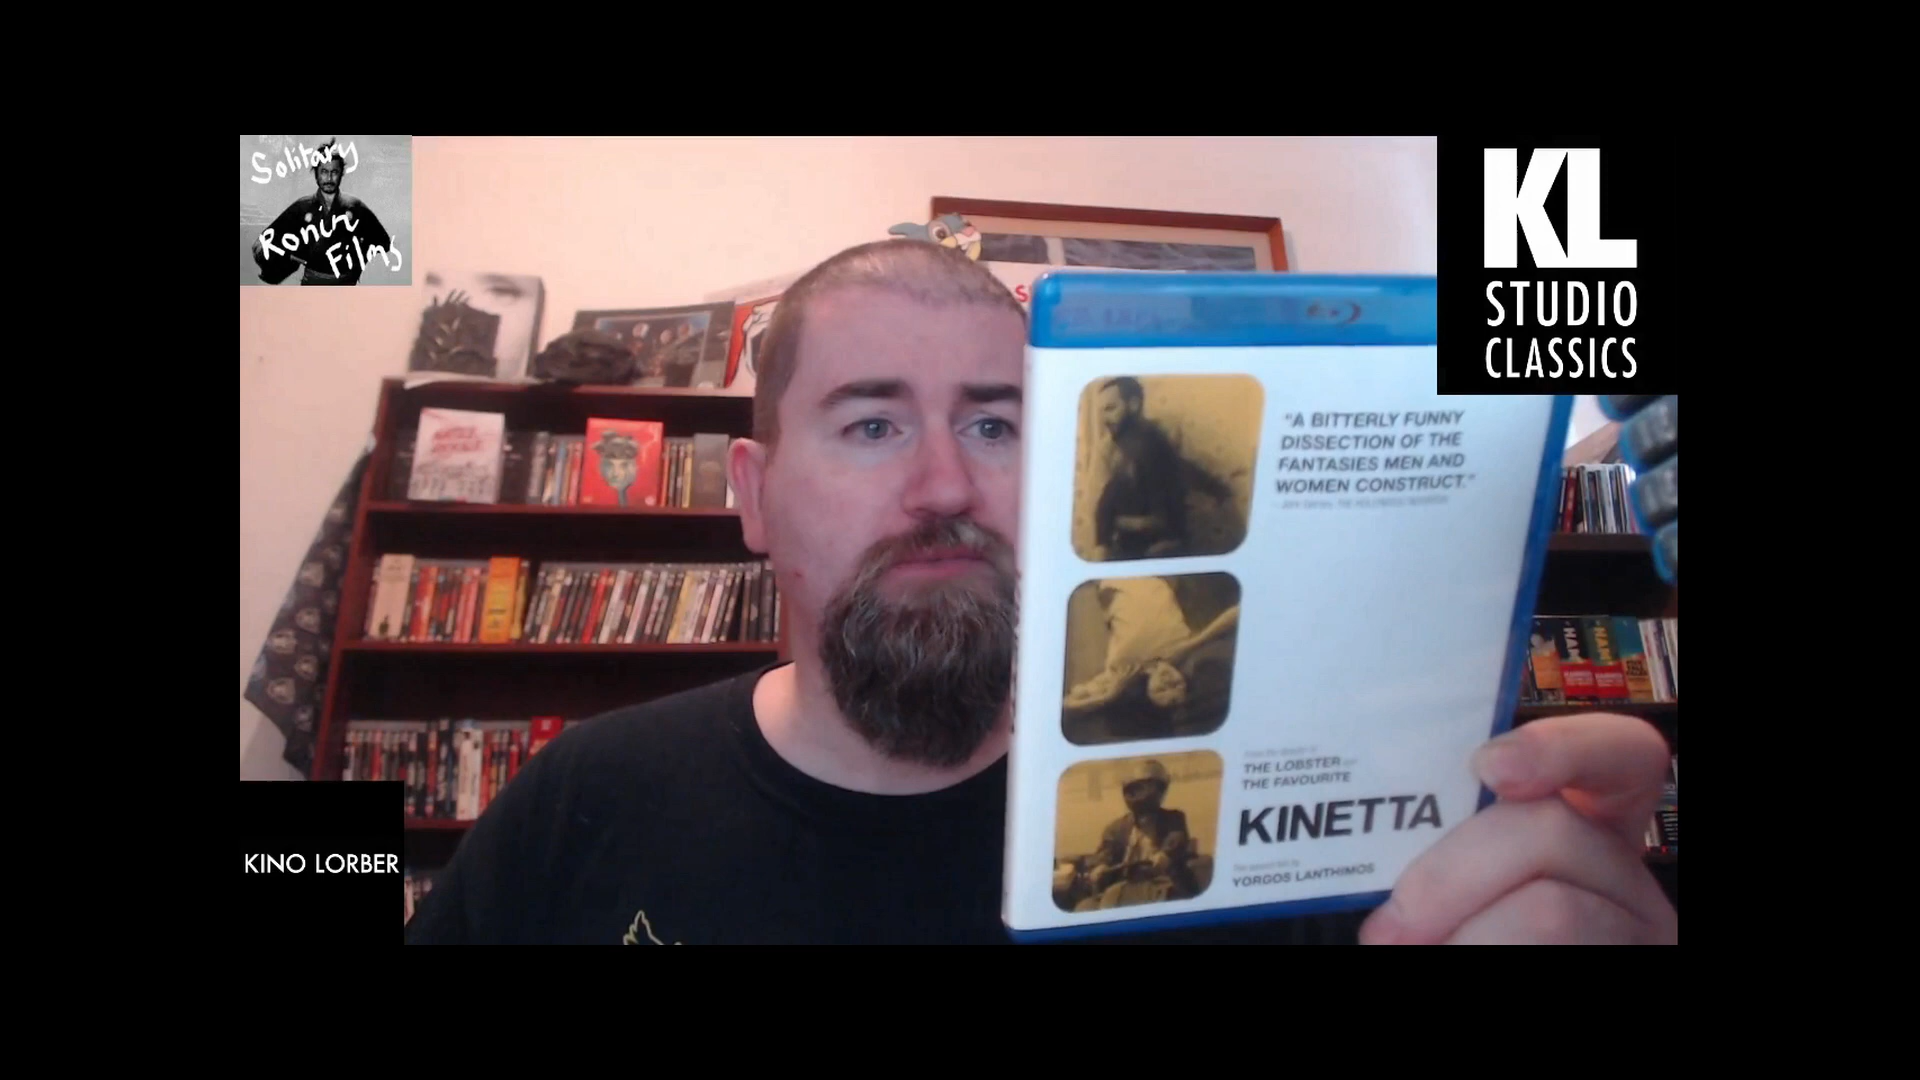 Solitary
Ronin
Films
KL
STUDIO
CLASSICS
"A BITTERLY FUNNY
DISSECTION OF THE
FANTASIES MEN AND
WOMEN CONSTRUCT."
THE LOBSTER
THE FAVOURITE
KINETTA
YORGOS LANTHIMOS
KINO LORBER